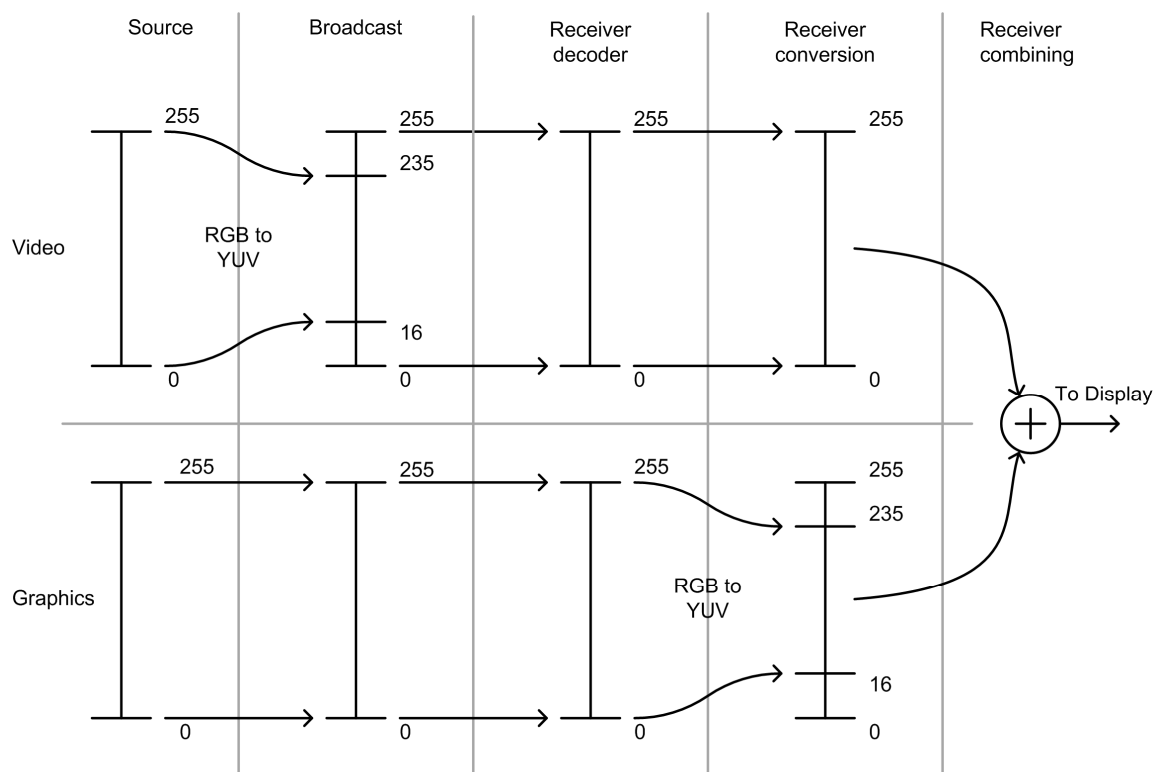 Source
Broadcast
Receiver
decoder
Receiver
conversion
Receiver
combining
255
255
255
255
235
Video
RGB to
YUV
16
0
0
0
0
To Display
255
255
255
255
235
Graphics
RGB to
YUV
16
0
0
0
0